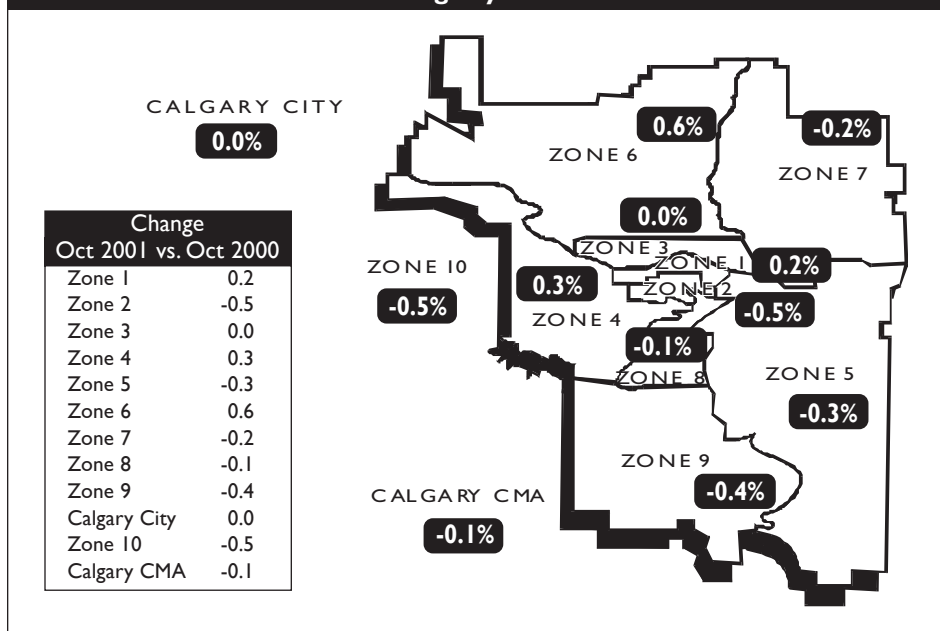 CALGARY CITY
0.0%
Change
Oct 2001 vs. Oct 2000
Zone 1 0.2
Zone 2 -0.5
Zone 3 0.0
Zone 4 0.3
Zone 5 -0.3
Zone 6 0.6
Zone 7 -0.2
Zone 8 -0.1
Zone 9 -0.4
Calgary City 0.0
Zone 10 -0.5
Calgary CMA -0.1
0.6%
ZONE 6
-0.2%
ZONE 7
0.0%
ZONE 3
ZONE 1
0.2%
ZONE 10
-0.5%
0.3%
ZONE 4
ZONE 2
-0.5%
-0.1%
ZONE 8
ZONE 5
-0.3%
ZONE 9
-0.4%
CALGARY CMA
-0.1%